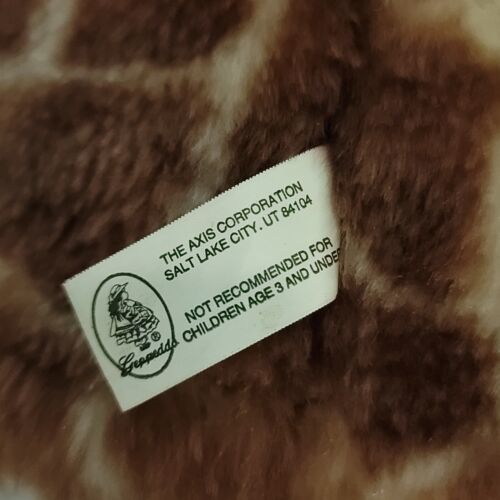 THE AXIS CORPORATION
SALT LAKE CITY, UT 84104
NOT RECOMMENDED FOR
CHILDREN AGE 3 AND UNDER
Geppeddo ®